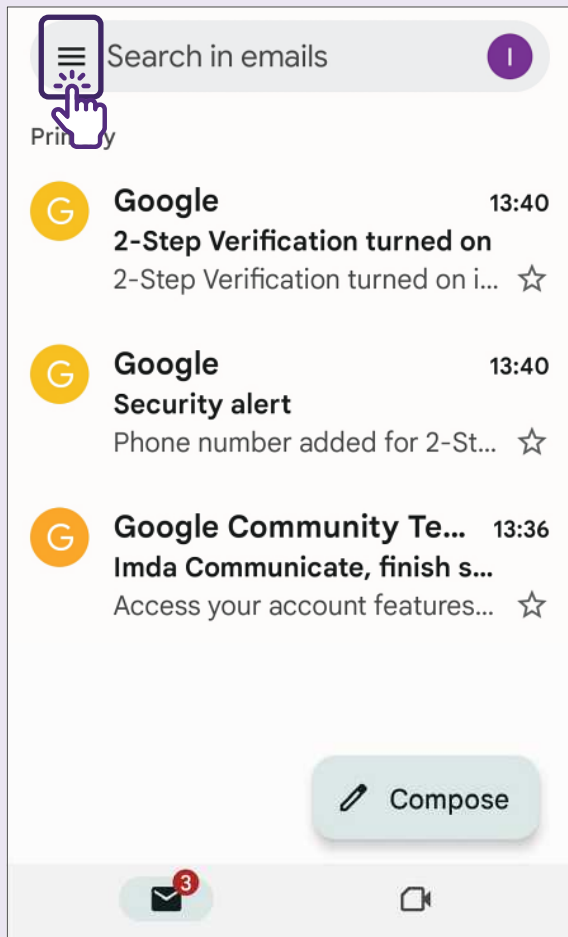 Search in emails
I
Primary
G
Google 13:40
2-Step Verification turned on
2-Step Verification turned on i...
G
Google 13:40
Security alert
Phone number added for 2-St...
G
Google Community Te... 13:36
Imda Communicate, finish s...
Access your account features...
Compose
3